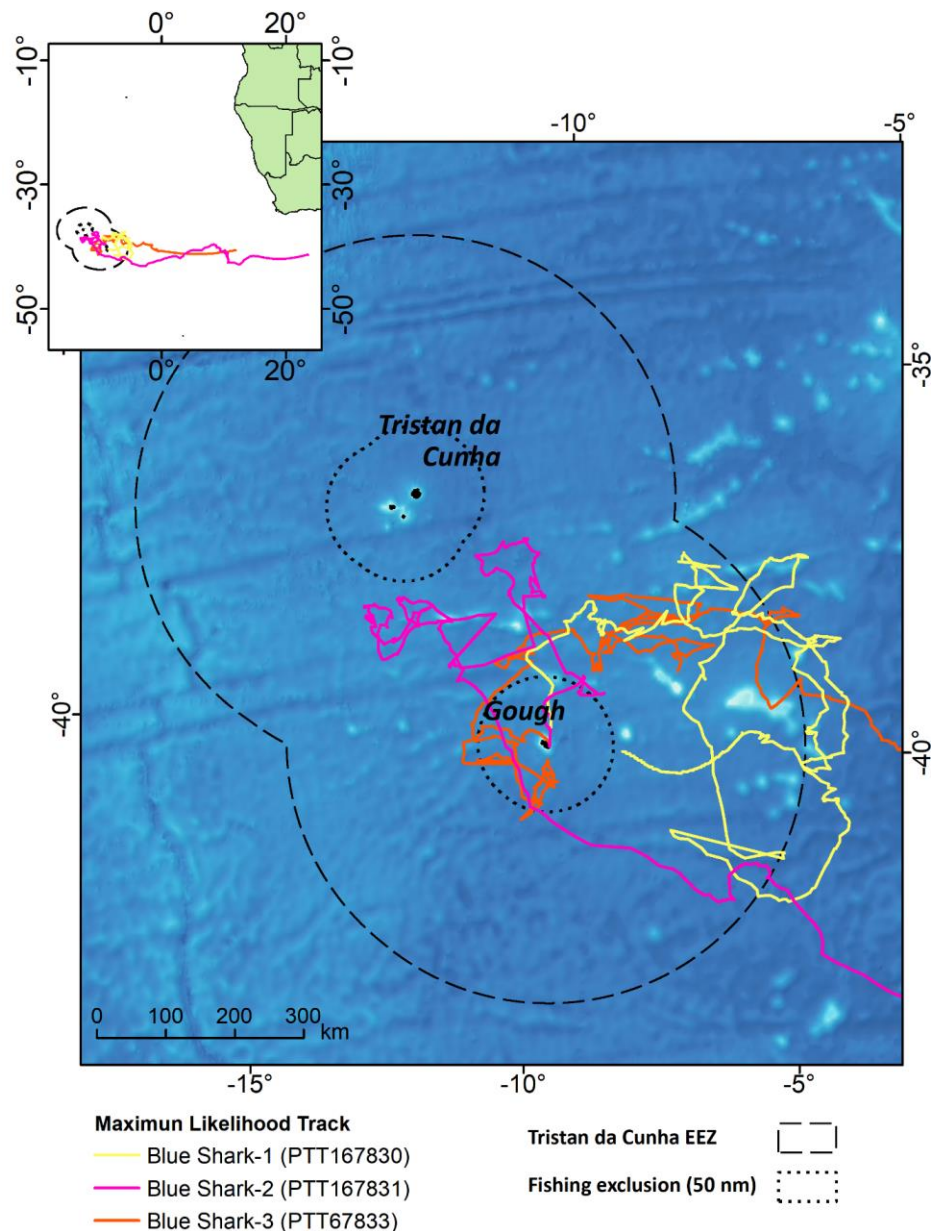 0° 20°
-10°
-30°
-50°
-10°
-30°
-50°
0° 20°
-10° -5°
-35°
Tristan da
Cunha
-40°
Gough
-40°
0 100 200 300
km
-15° -10° -5°
Maximun Likelihood Track
Blue Shark-1 (PTT167830)
Blue Shark-2 (PTT167831)
Blue Shark-3 (PTT67833)
Tristan da Cunha EEZ
Fishing exclusion (50 nm)